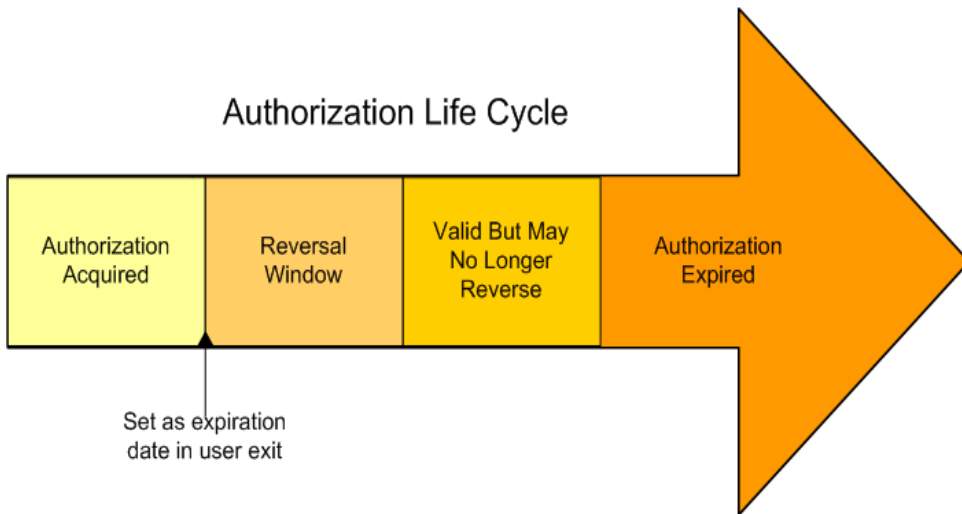 Authorization Life Cycle
Authorization
Acquired
Reversal
Window
Valid But May
No Longer
Reverse
Authorization
Expired
Set as expiration
date in user exit